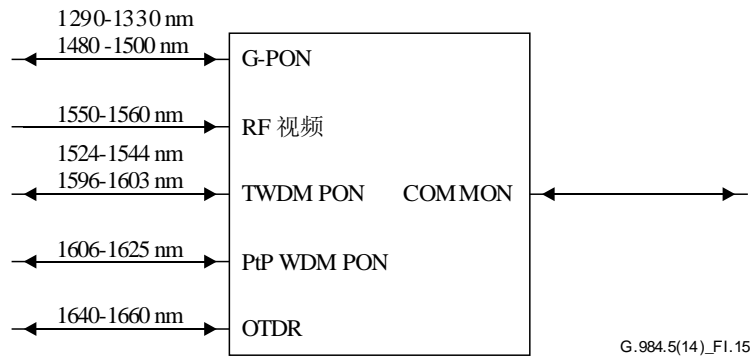 1290-1330 nm
1480 -1500 nm
G-PON
1550-1560 nm
RF 视频
1524-1544 nm
1596-1603 nm
TWDM PON
COMMON
1606-1625 nm
PtP WDM PON
1640-1660 nm
OTDR
G.984.5(14)_FI.15